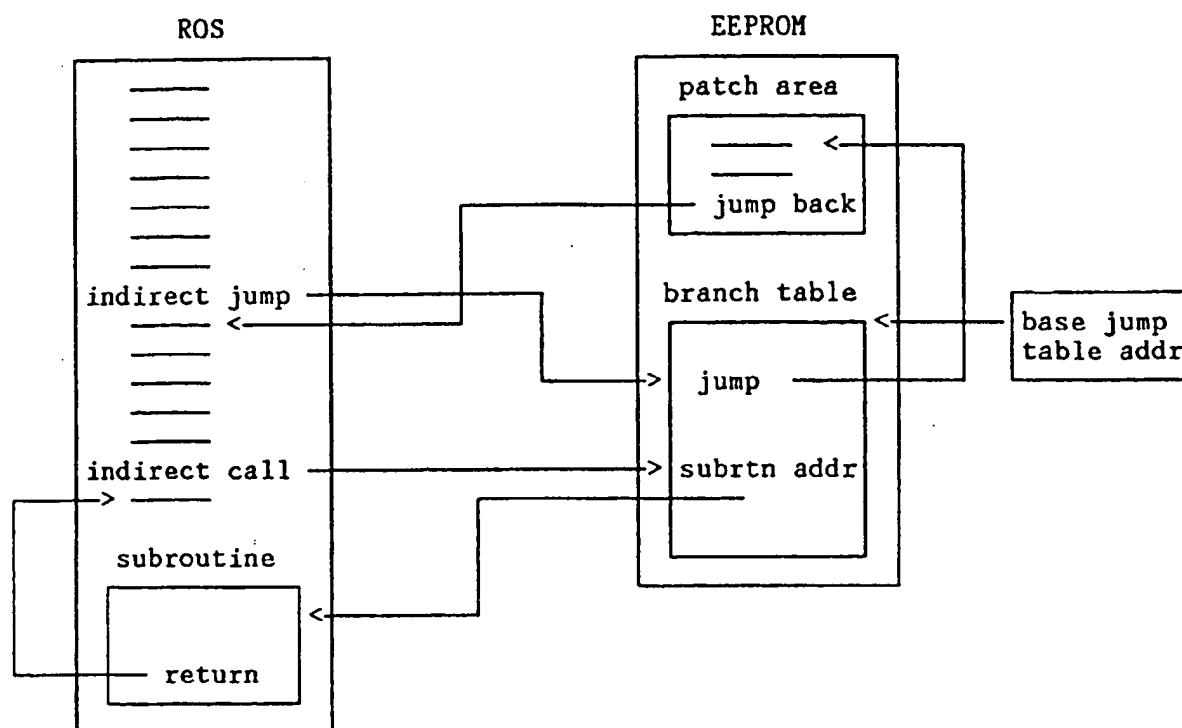 ROS
EEPROM
patch area
jump back
indirect jump
branch table
base jump
table addr
jump
indirect call
subrtn addr
subroutine
return